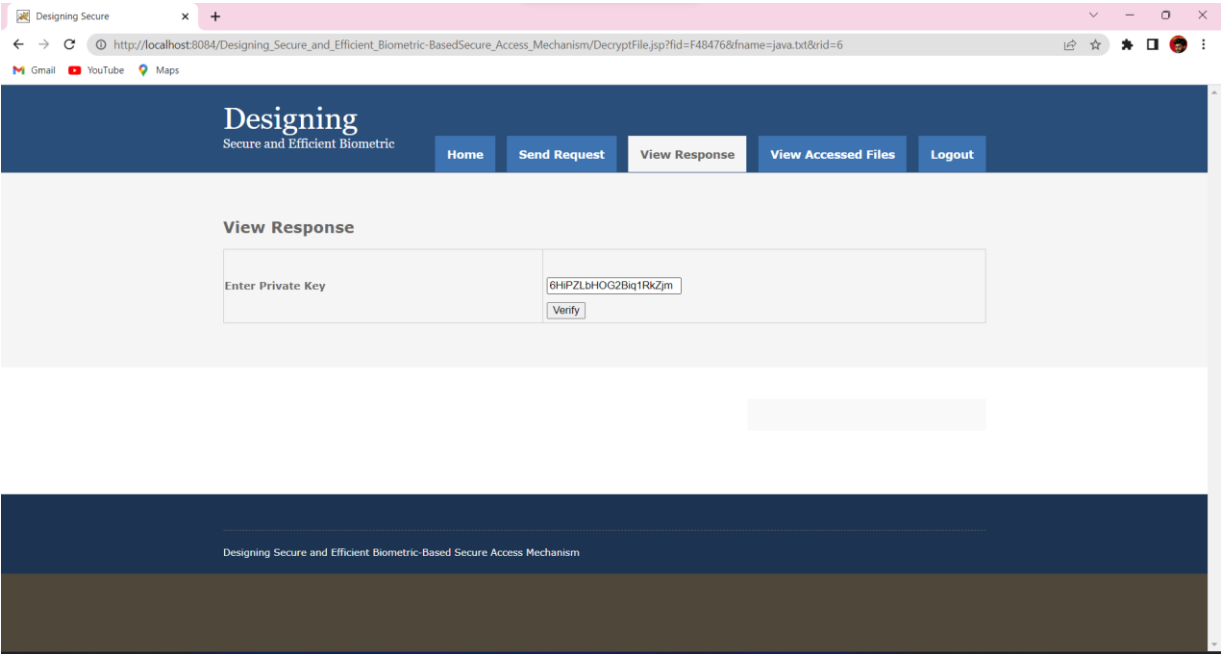 Designing Secure
http://localhost:8084/Designing_Secure_and_Efficient_Biometric-BasedSecure_Access_Mechanism/DecryptFile.jsp?fid=F48476&fname=java.txt&rid=6
Gmail YouTube Maps
Designing
Secure and Efficient Biometric
Home Send Request View Response View Accessed Files Logout
View Response
Enter Private Key 6HiPZLbHOG2Biq1RkZjm
Verify
Designing Secure and Efficient Biometric-Based Secure Access Mechanism